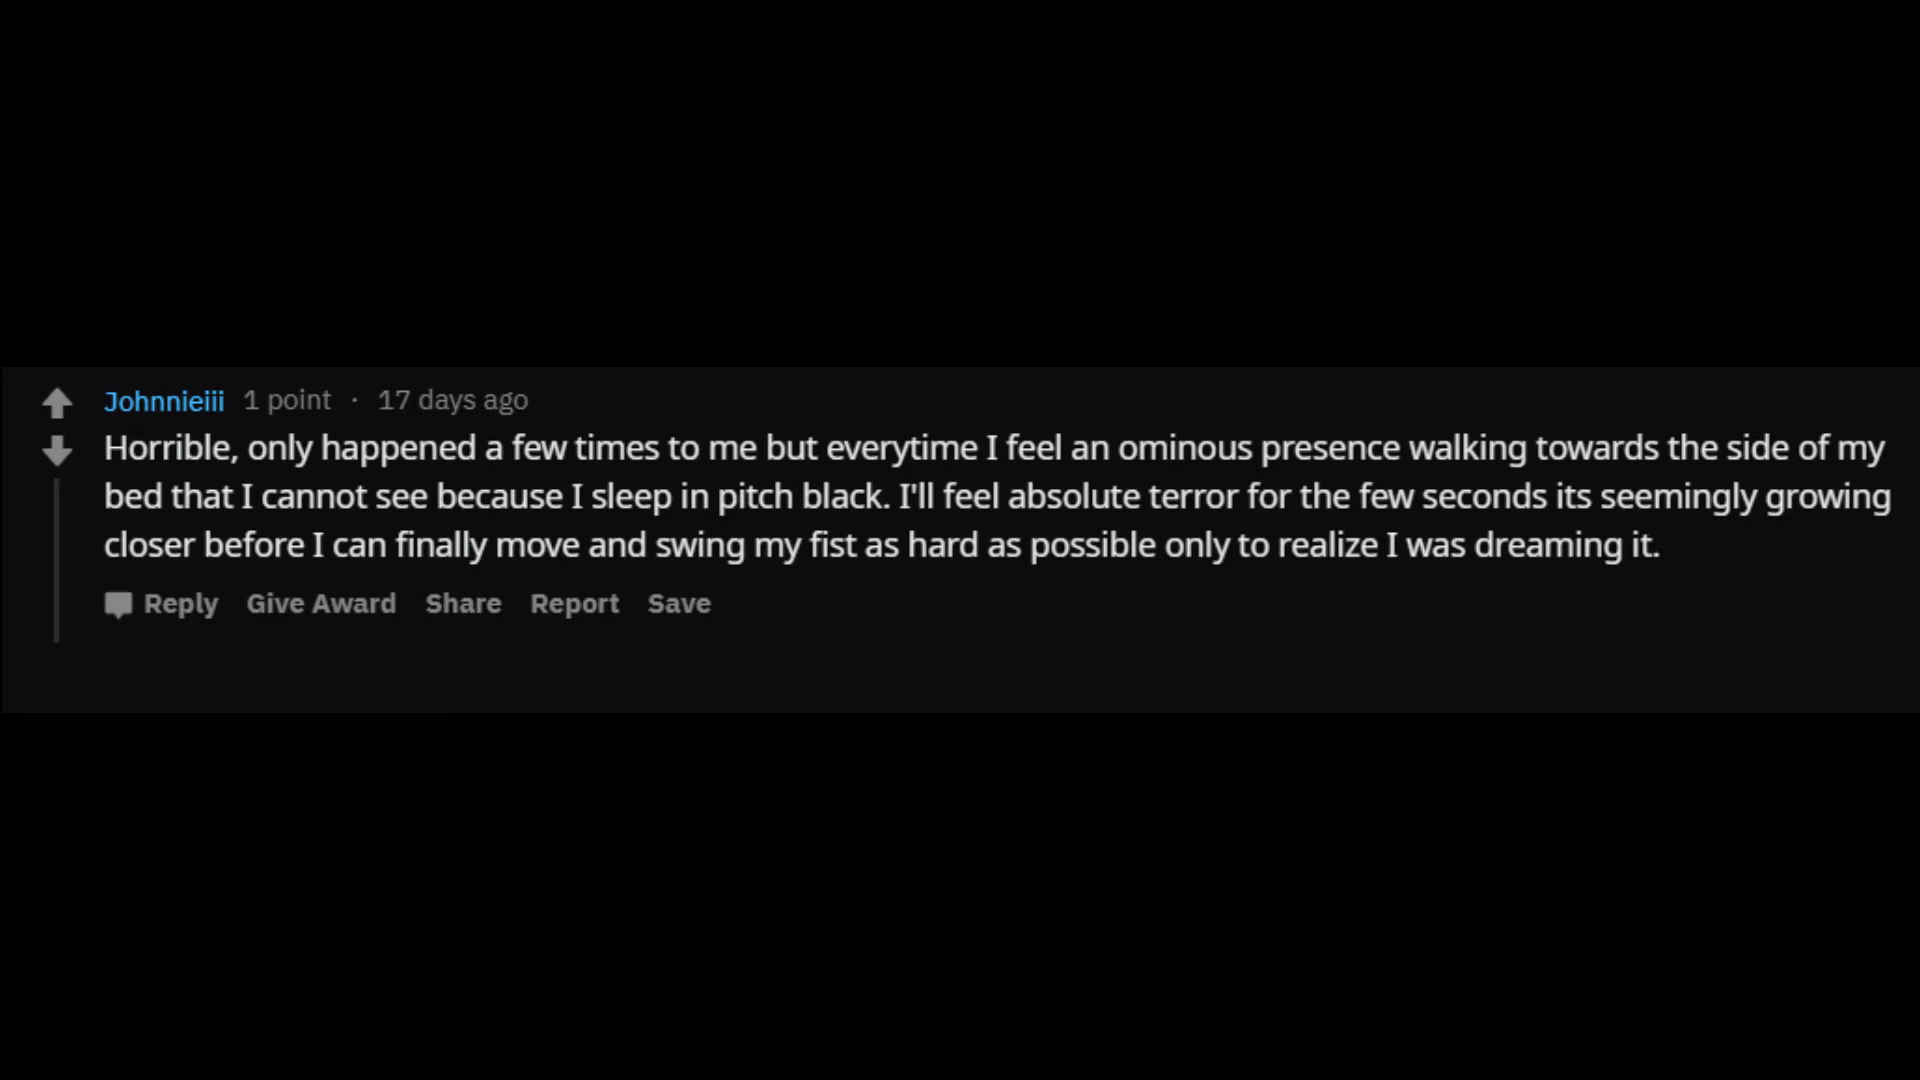 Johnnieiii 1 point · 17 days ago
Horrible, only happened a few times to me but everytime I feel an ominous presence walking towards the side of my
bed that I cannot see because I sleep in pitch black. I'll feel absolute terror for the few seconds its seemingly growing
closer before I can finally move and swing my fist as hard as possible only to realize I was dreaming it.
Reply Give Award Share Report Save